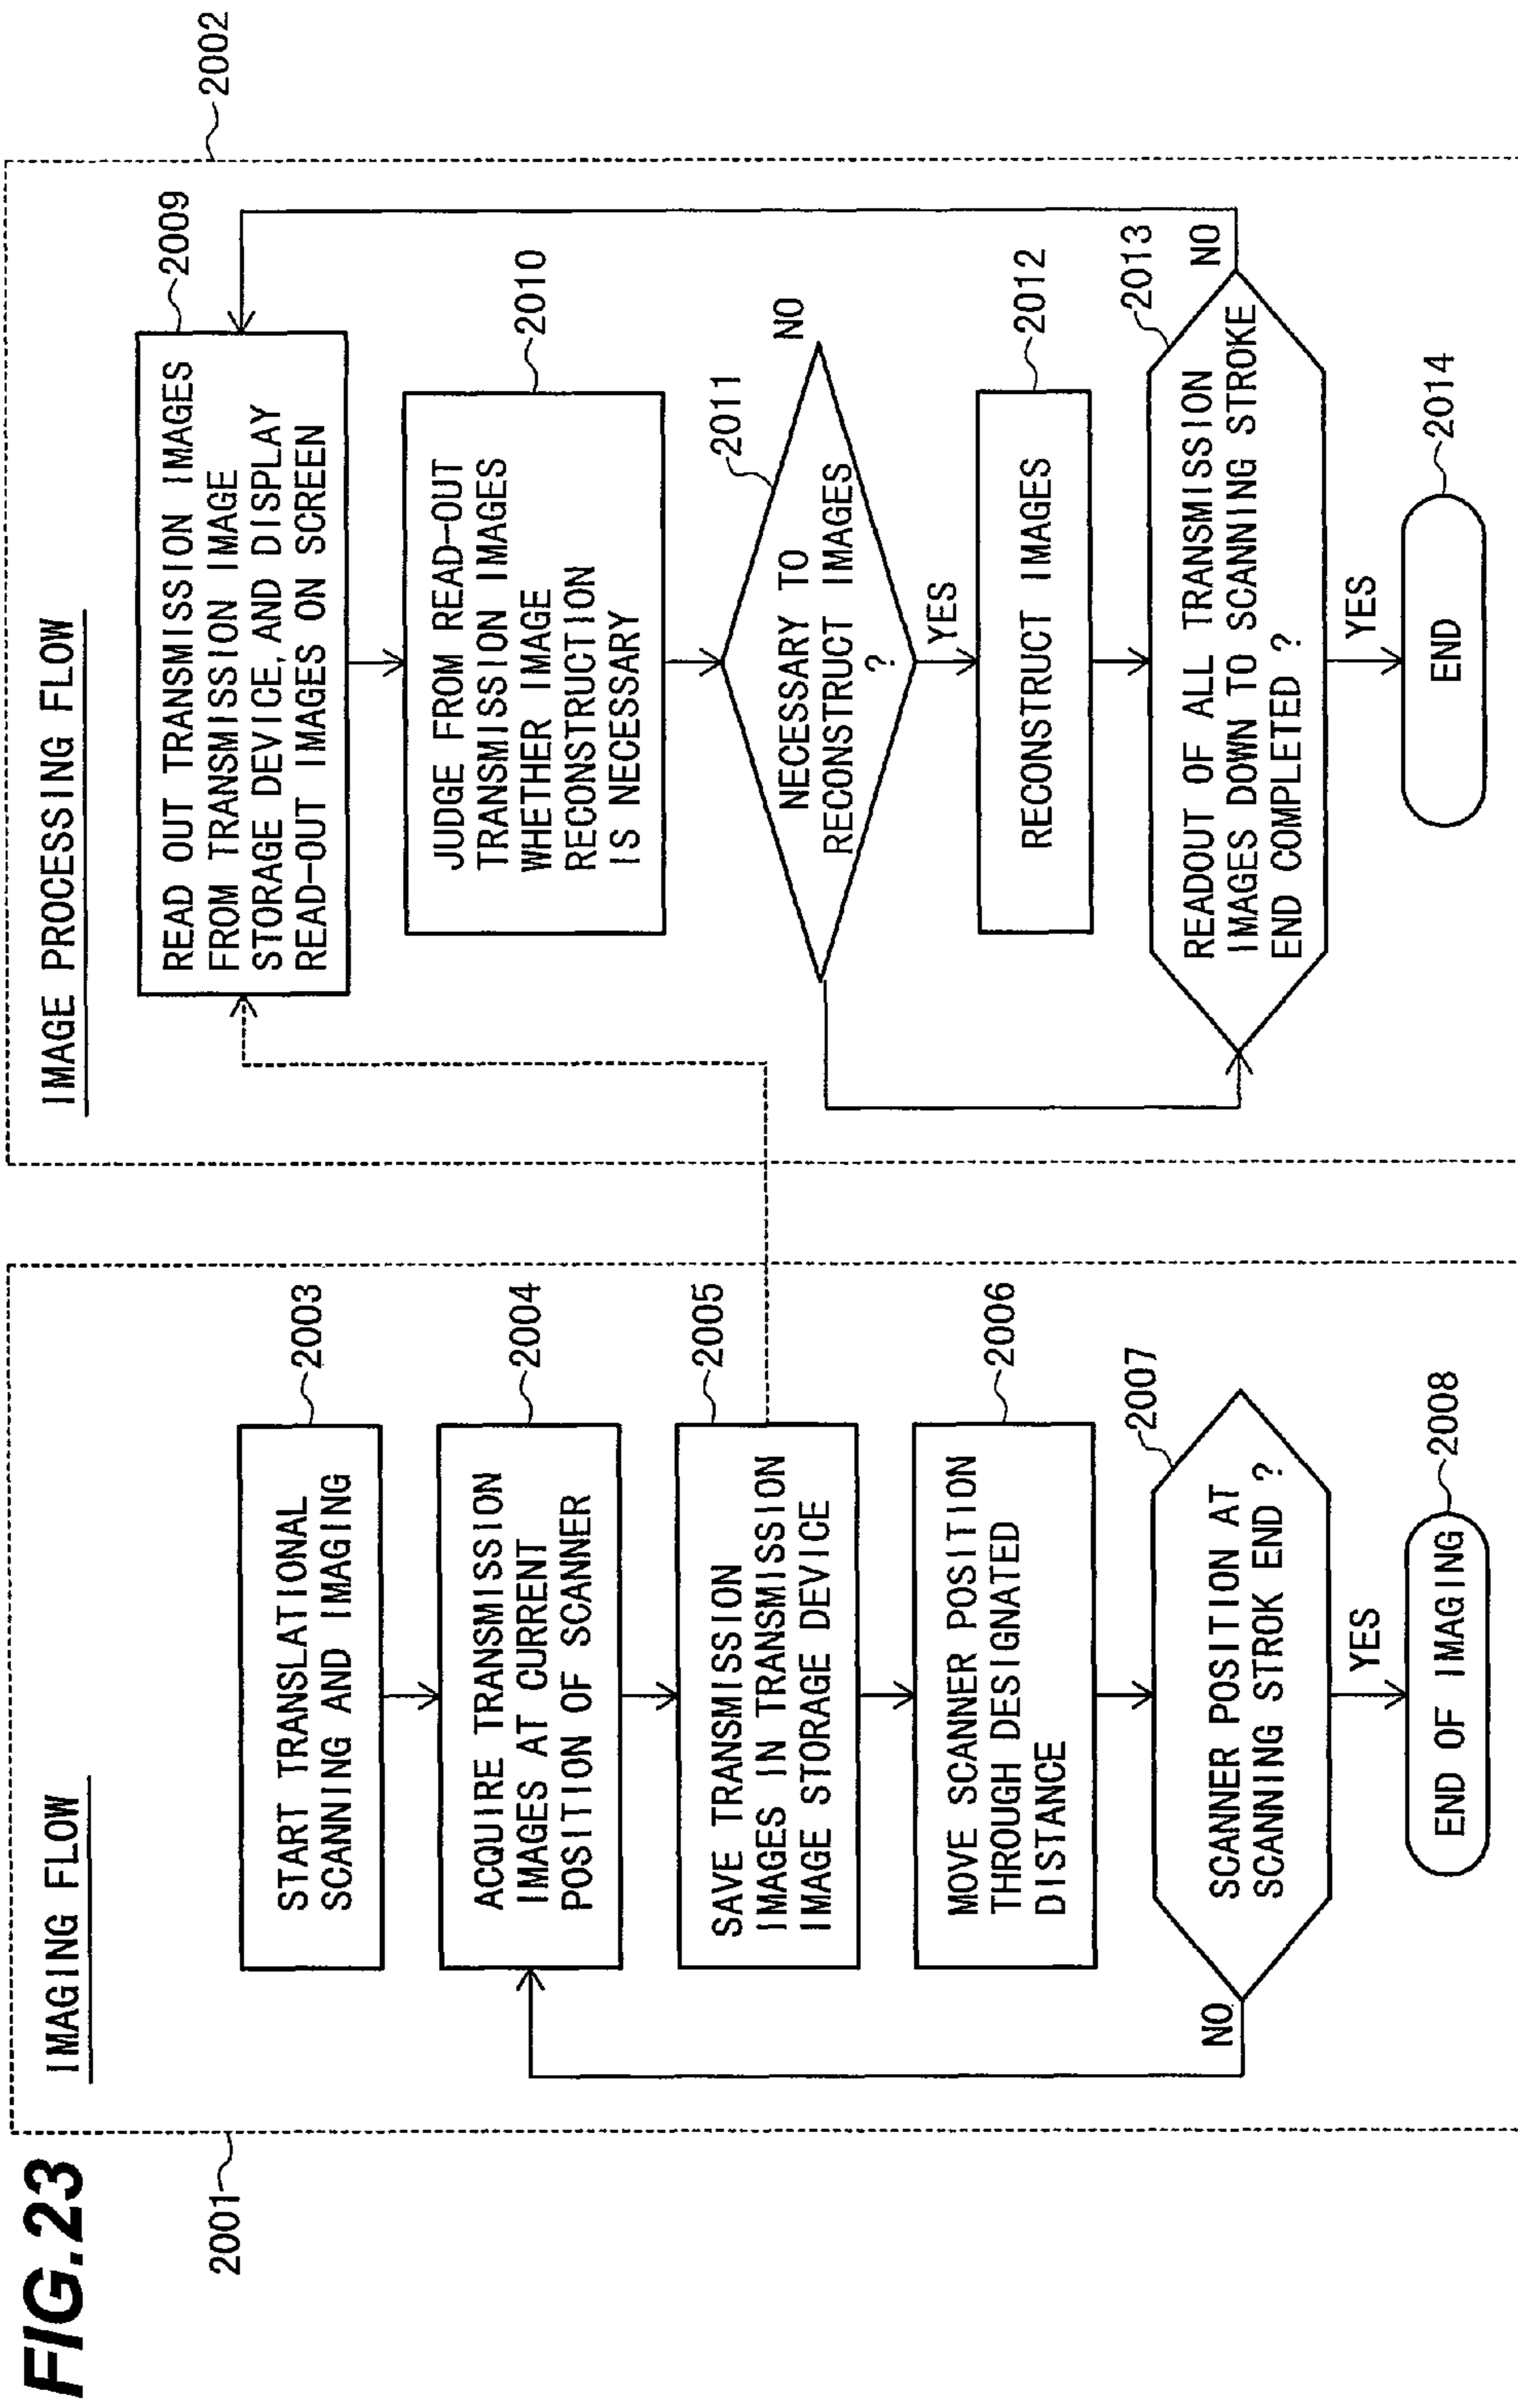 FIG.23
2001
IMAGING FLOW
START TRANSLATIONAL
SCANNING AND IMAGING
2003
ACQUIRE TRANSMISSION
IMAGES AT CURRENT
POSITION OF SCANNER
2004
SAVE TRANSMISSION
IMAGES IN TRANSMISSION
IMAGE STORAGE DEVICE
2005
MOVE SCANNER POSITION
THROUGH DESIGNATED
DISTANCE
2006
SCANNER POSITION AT
SCANNING STROK END ?
2007
NO
YES
END OF IMAGING
2008
2002
IMAGE PROCESSING FLOW
READ OUT TRANSMISSION IMAGES
FROM TRANSMISSION IMAGE
STORAGE DEVICE, AND DISPLAY
READ-OUT IMAGES ON SCREEN
2009
JUDGE FROM READ-OUT
TRANSMISSION IMAGES
WHETHER IMAGE
RECONSTRUCTION
IS NECESSARY
2010
NECESSARY TO
RECONSTRUCT IMAGES
?
2011
NO
YES
RECONSTRUCT IMAGES
2012
READOUT OF ALL TRANSMISSION
IMAGES DOWN TO SCANNING STROKE
END COMPLETED ?
2013
NO
YES
END
2014